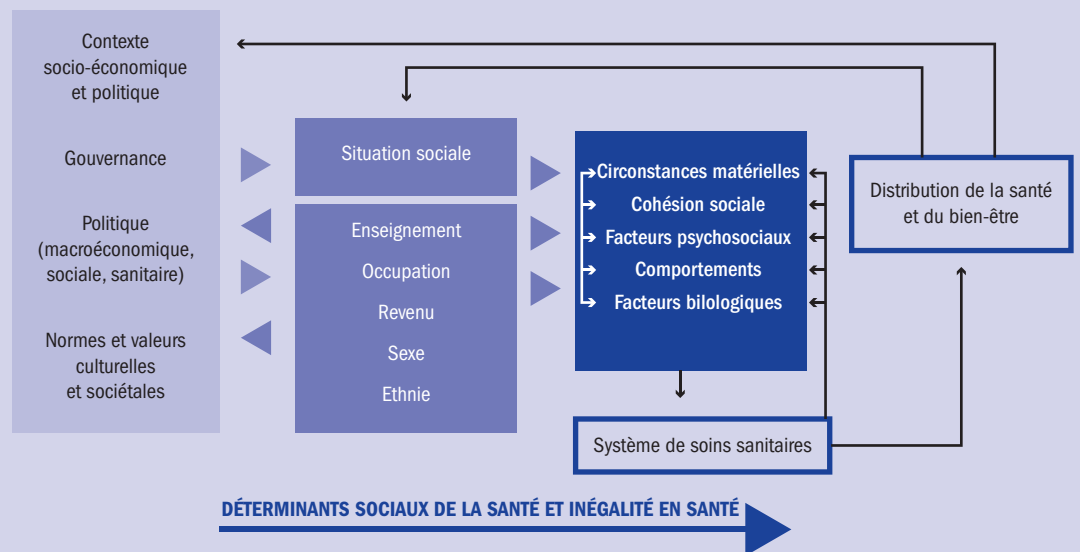 Contexte
socio-économique
et politique
Gouvernance
Politique
(macroéconomique,
sociale, sanitaire)
Normes et valeurs
culturelles
et sociétales
Situation sociale
Enseignement
Occupation
Revenu
Sexe
Ethnie
Circonstances matérielles
Cohésion sociale
Facteurs psychosociaux
Comportements
Facteurs bilologiques
Système de soins sanitaires
Distribution de la santé
et du bien-être
DÉTERMINANTS SOCIAUX DE LA SANTÉ ET INÉGALITÉ EN SANTÉ